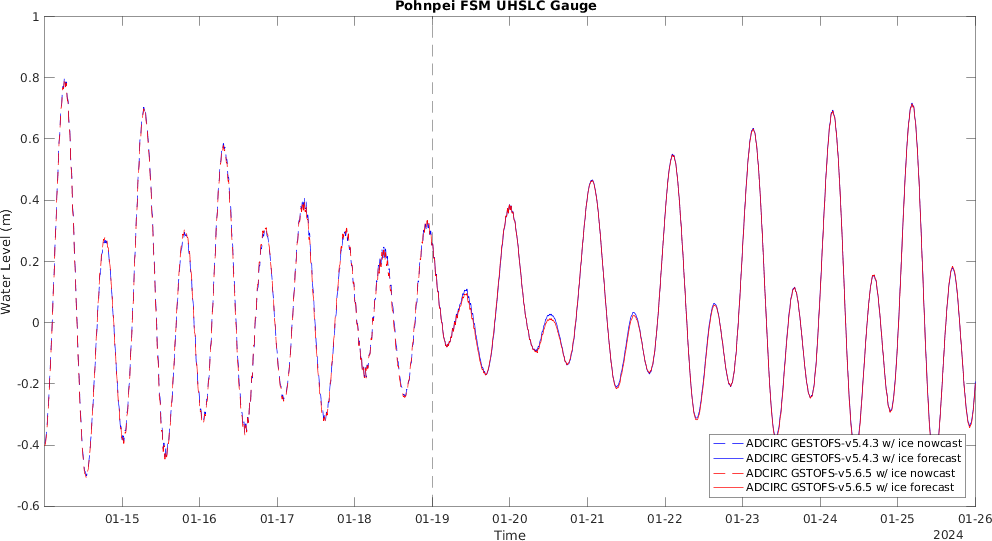 Pohnpei FSM UHSLC Gauge
1
0.8
0.6
0.4
0.2
0
-0.2
-0.4
-0.6
Water Level (m)
ADCIRC GESTOFS-v5.4.3 w/ ice nowcast
ADCIRC GESTOFS-v5.4.3 w/ ice forecast
ADCIRC GSTOFS-v5.6.5 w/ ice nowcast
ADCIRC GSTOFS-v5.6.5 w/ ice forecast
01-15 01-16 01-17 01-18 01-19 01-20 01-21 01-22 01-23 01-24 01-25 01-26
Time
2024